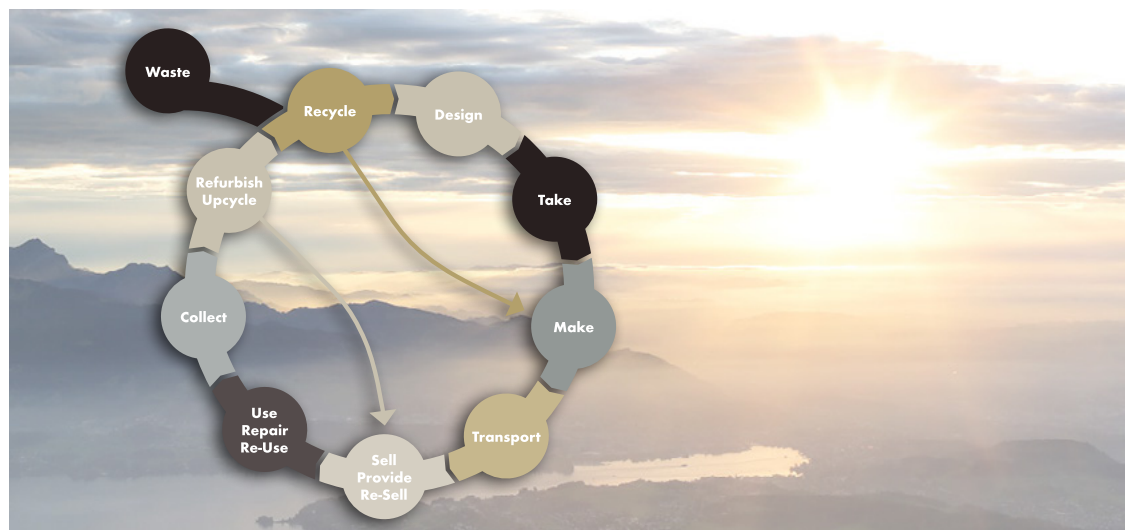 Waste
Recycle
Design
Take
Make
Transport
Sell
Provide
Re-Sell
Use
Repair
Re-Use
Collect
Refurbish
Upcycle